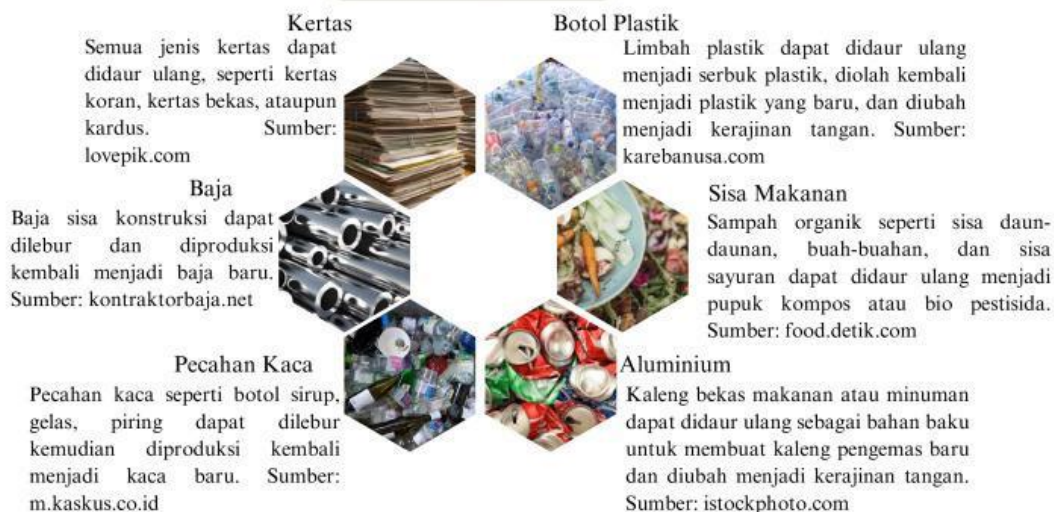 Kertas
Semua jenis kertas dapat
didaur ulang, seperti kertas
koran, kertas bekas, ataupun
kardus. Sumber:
lovepik.com
Botol Plastik
Limbah plastik dapat didaur ulang
menjadi serbuk plastik, diolah kembali
menjadi plastik yang baru, dan diubah
menjadi kerajinan tangan. Sumber:
karebanusa.com
Baja
Baja sisa konstruksi dapat
dilebur dan diproduksi
kembali menjadi baja baru.
Sumber: kontraktorbaja.net
Sisa Makanan
Sampah organik seperti sisa daun-
daunan, buah-buahan, dan sisa
sayuran dapat didaur ulang menjadi
pupuk kompos atau bio pestisida.
Sumber: food.detik.com
Pecahan Kaca
Pecahan kaca seperti botol sirup,
gelas, piring dapat dilebur
kemudian diproduksi kembali
menjadi kaca baru. Sumber:
m.kaskus.co.id
Aluminium
Kaleng bekas makanan atau minuman
dapat didaur ulang sebagai bahan baku
untuk membuat kaleng pengemas baru
dan diubah menjadi kerajinan tangan.
Sumber: istockphoto.com